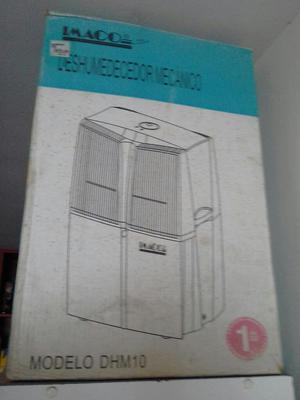 IMACO
DESHUMEDECEDOR MECANICO
IMACO
1
MODELO DHM10